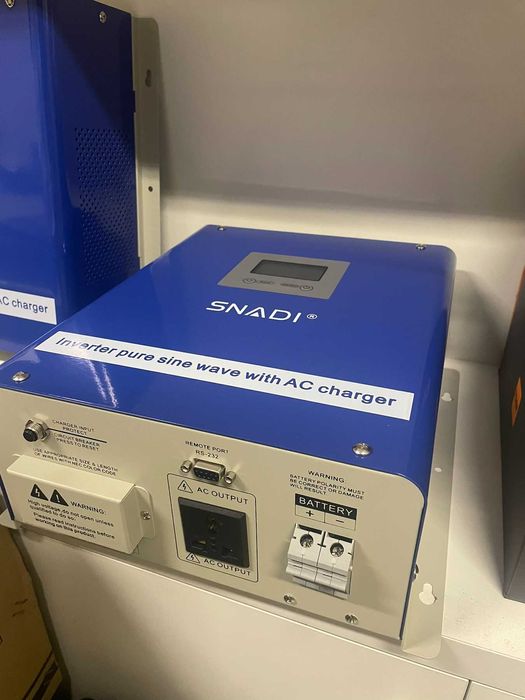 AC charger
SNADI®
Inverter pure sine wave with AC charger
CHARGER INPUT
PROTECT
CIRCUIT BREAKER
PRESS TO RESET
USE APPROPRIATE SIZE & LENGTH
OF WIRES WITH NEC COLOR CODE
WARNING:
High voltage, do not open unless
qualified to do so:
Please read instructions before
working on this product.
REMOTE PORT
RS-232
AC OUTPUT
AC OUTPUT
WARNING:
BATTERY POLARITY MUST
BE CORRECT OR DAMAGE
WILL RESULT
BATTERY
+ −